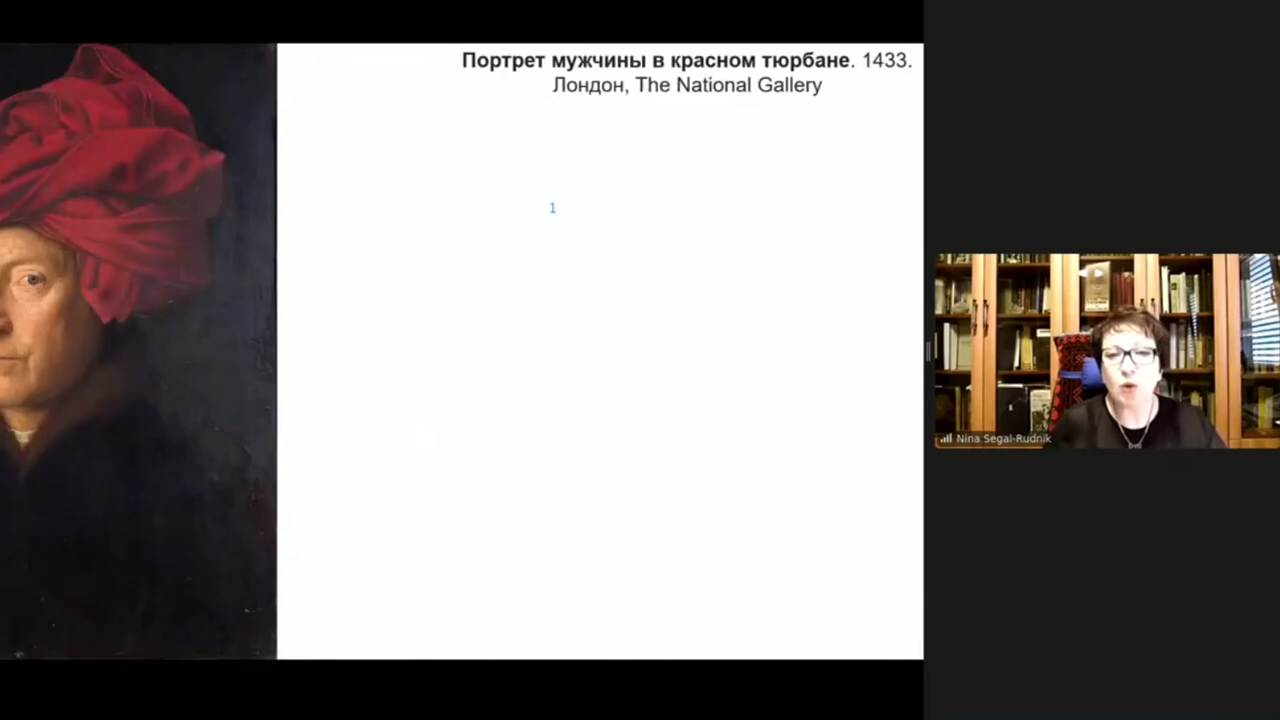 Портрет мужчины в красном тюрбане. 1433.
Лондон, The National Gallery
1
Nina Segal-Rudnik